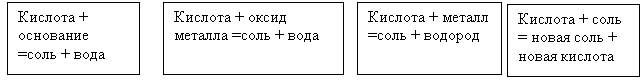 Кислота +
основание
=соль + вода
Кислота + оксид
металла =соль + вода
Кислота + металл
=соль + водород
Кислота + соль
= новая соль +
новая кислота